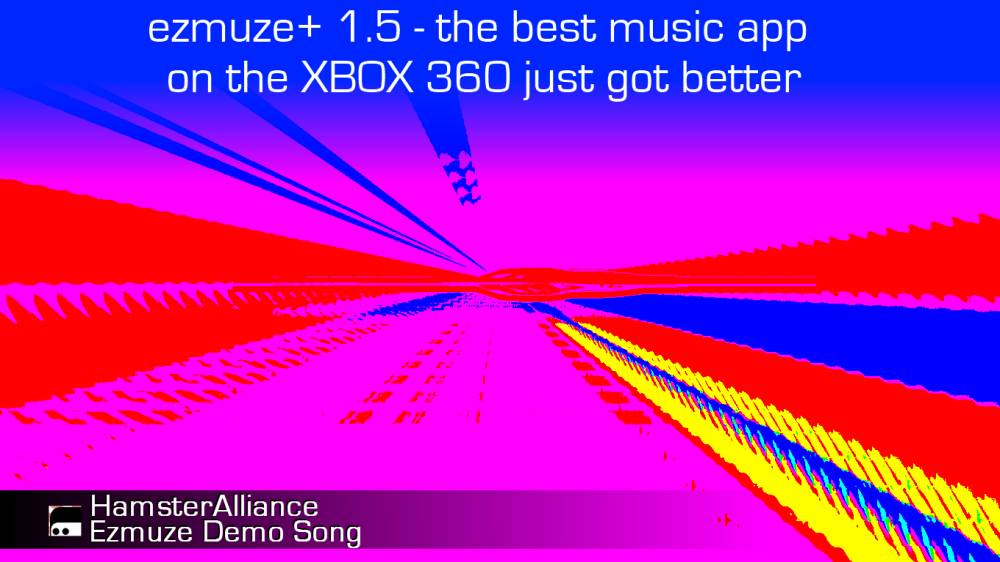 ezmuze+ 1.5 - the best music app
on the XBOX 360 just got better
HamsterAlliance
Ezmuze Demo Song